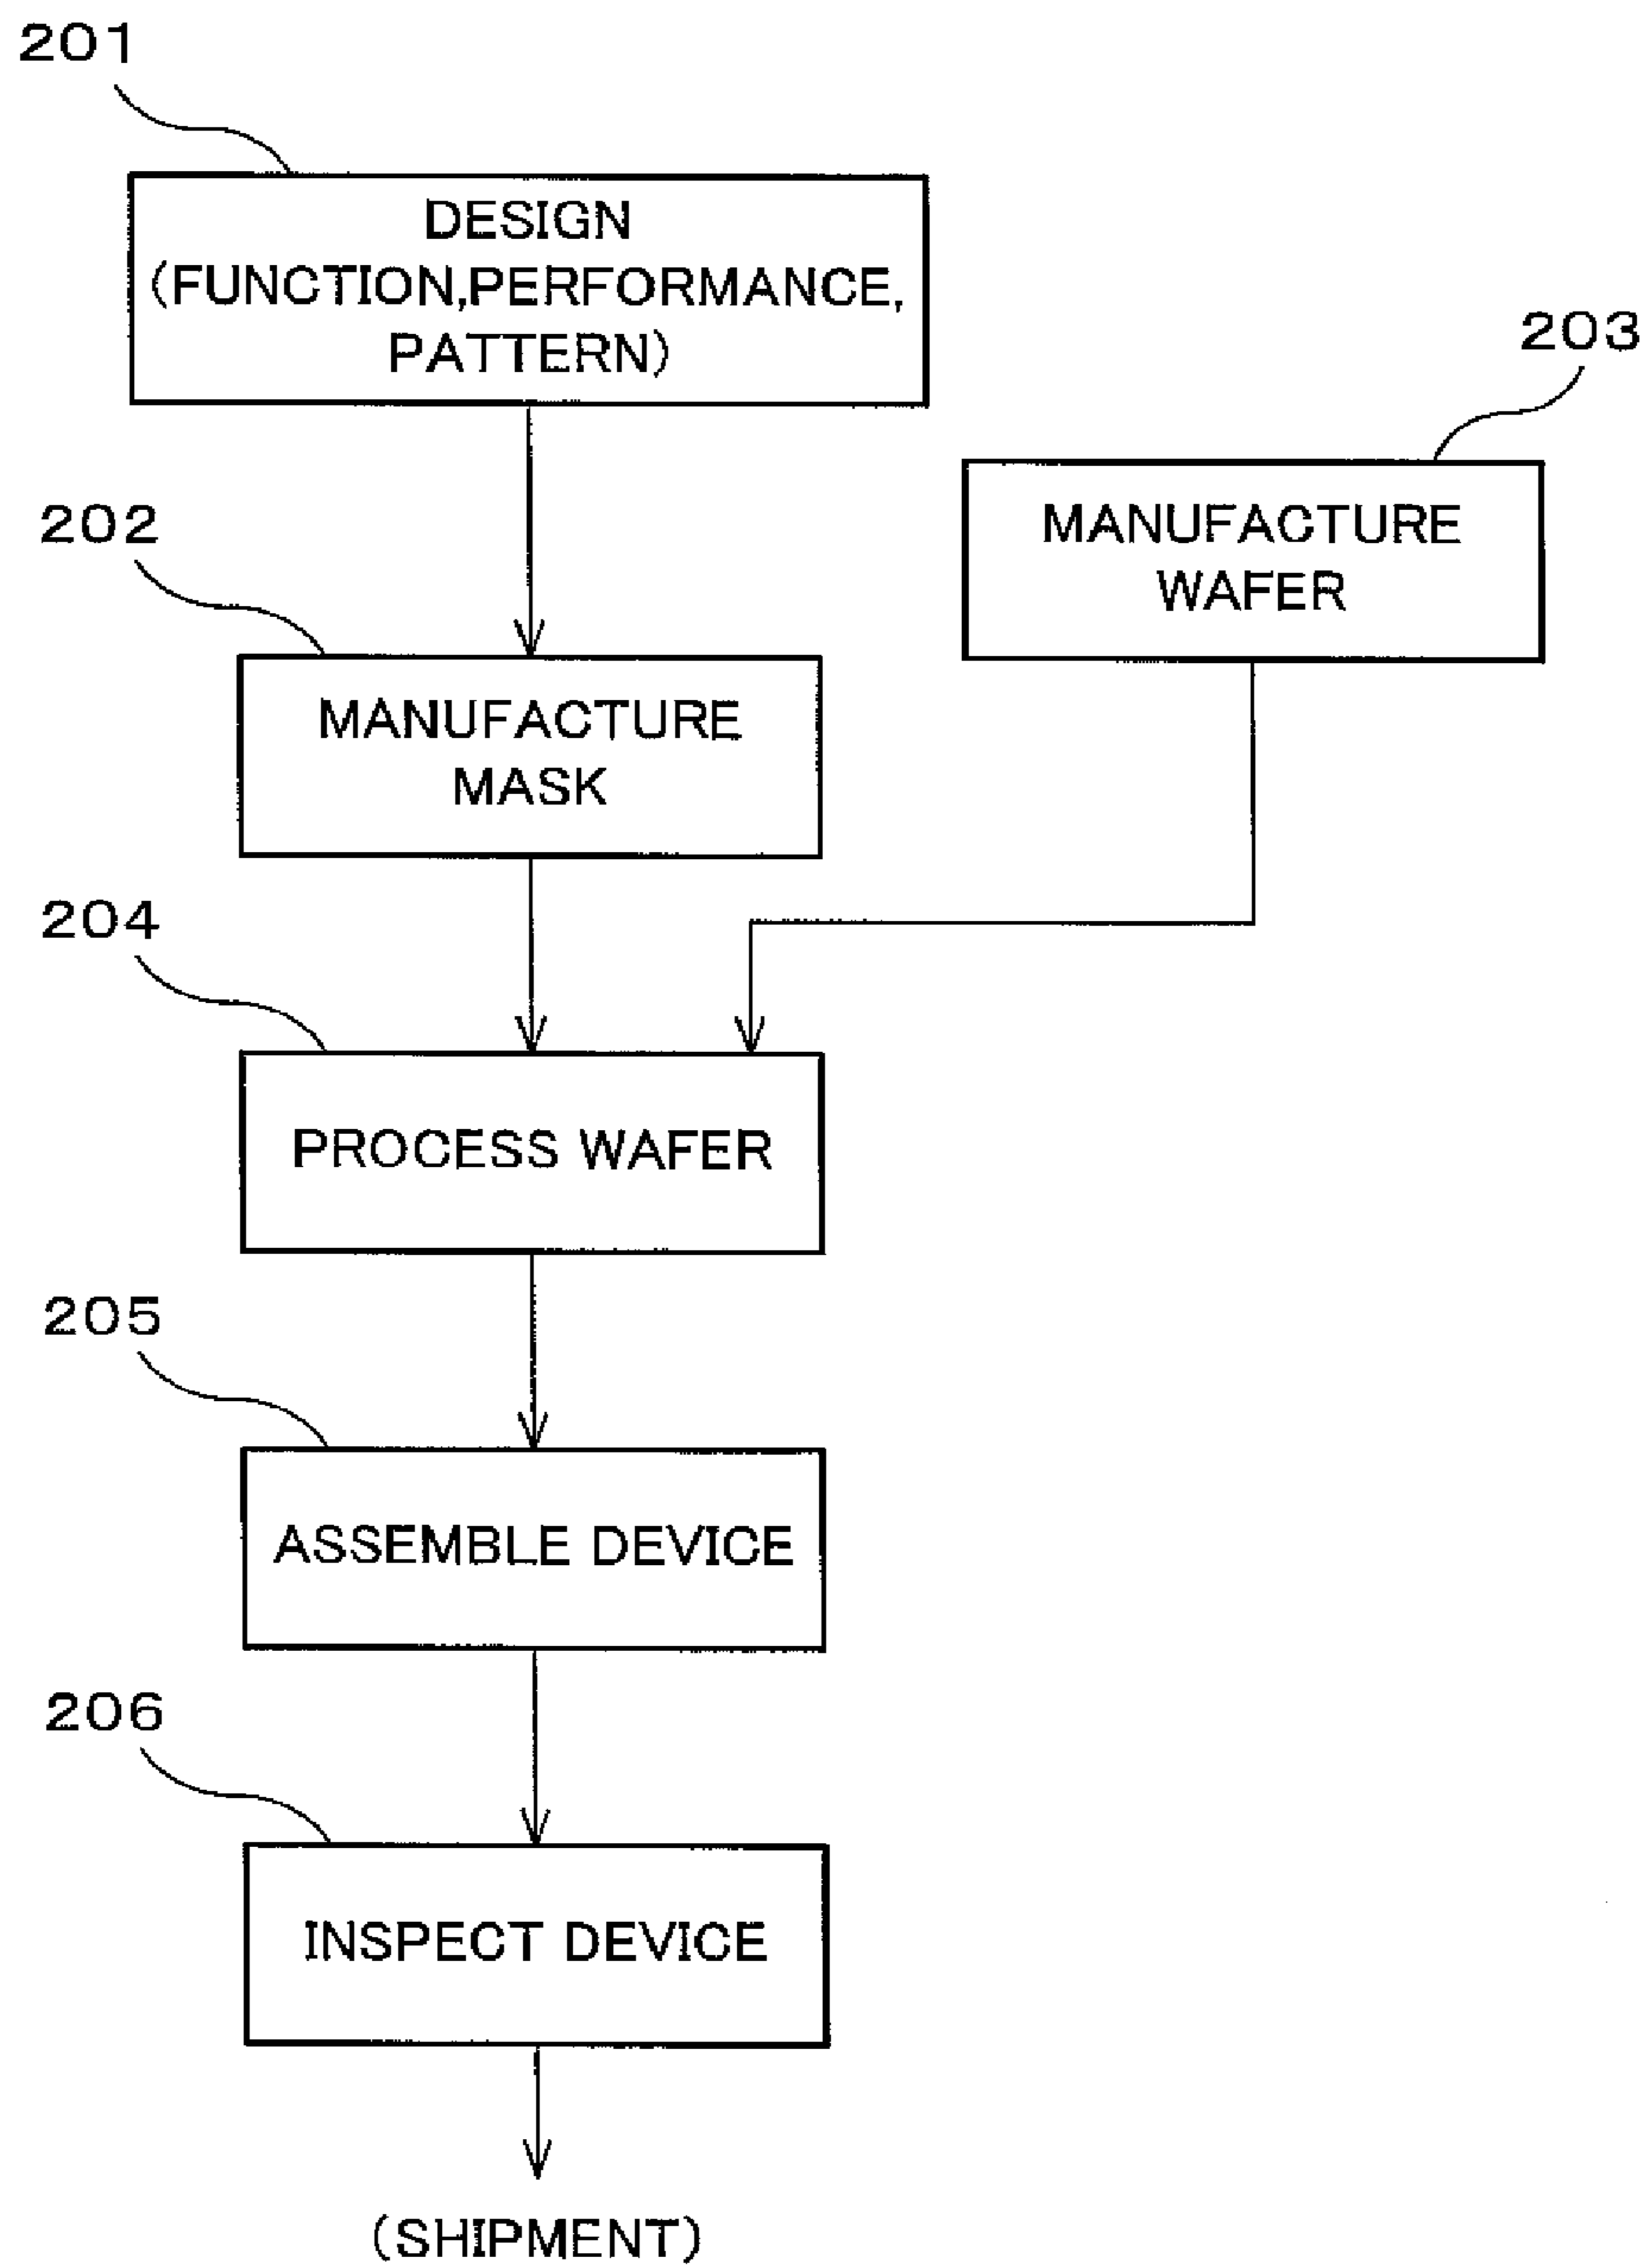 201
DESIGN
(FUNCTION,PERFORMANCE,
PATTERN)
203
MANUFACTURE
WAFER
202
MANUFACTURE
MASK
204
PROCESS WAFER
205
ASSEMBLE DEVICE
206
INSPECT DEVICE
(SHIPMENT)